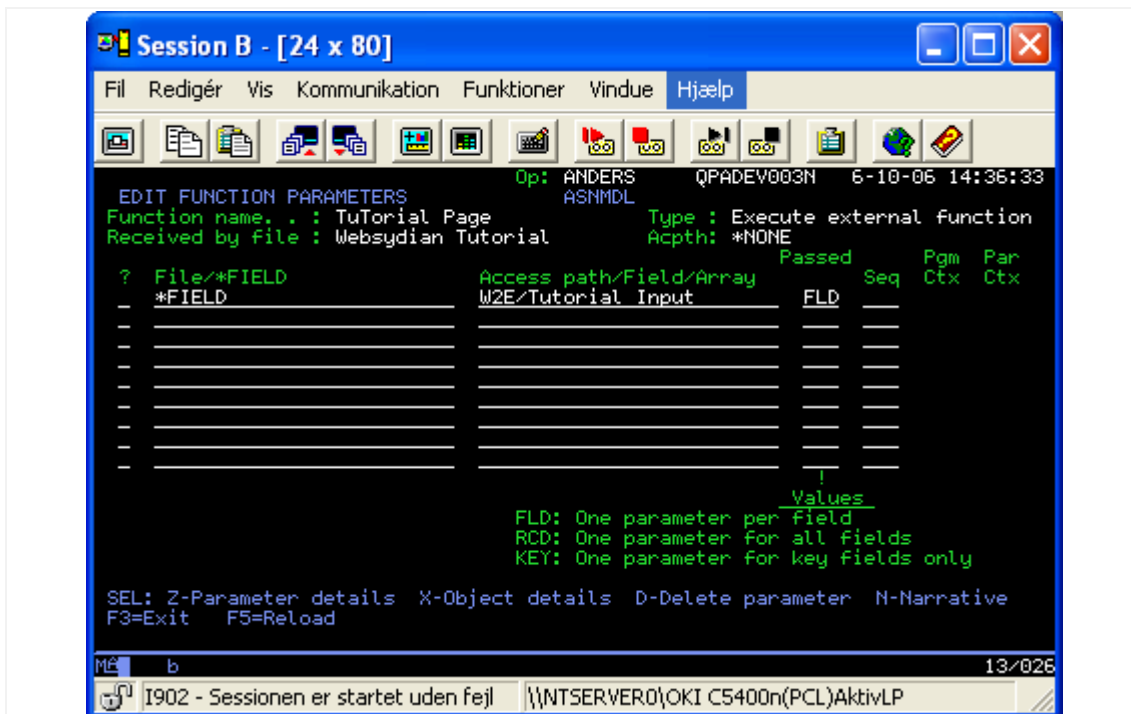 Session B - [24 x 80]
Fil Redigér Vis Kommunikation Funktioner Vindue Hjælp
Op: ANDERS QPADEV003N 6-10-06 14:36:33
EDIT FUNCTION PARAMETERS ASNMDL
Function name. . : TuTorial Page Type : Execute external function
Received by file : Websydian Tutorial Acpth: *NONE
Passed Pgm Par
? File/*FIELD Access path/Field/Array Seq Ctx Ctx
*FIELD W2E/Tutorial Input FLD
!
Values
FLD: One parameter per field
RCD: One parameter for all fields
KEY: One parameter for key fields only
SEL: Z-Parameter details X-Object details D-Delete parameter N-Narrative
F3=Exit F5=Reload
MA b 13/026
I902 - Sessionen er startet uden fejl \\NTSERVER0\OKI C5400n(PCL)AktivLP